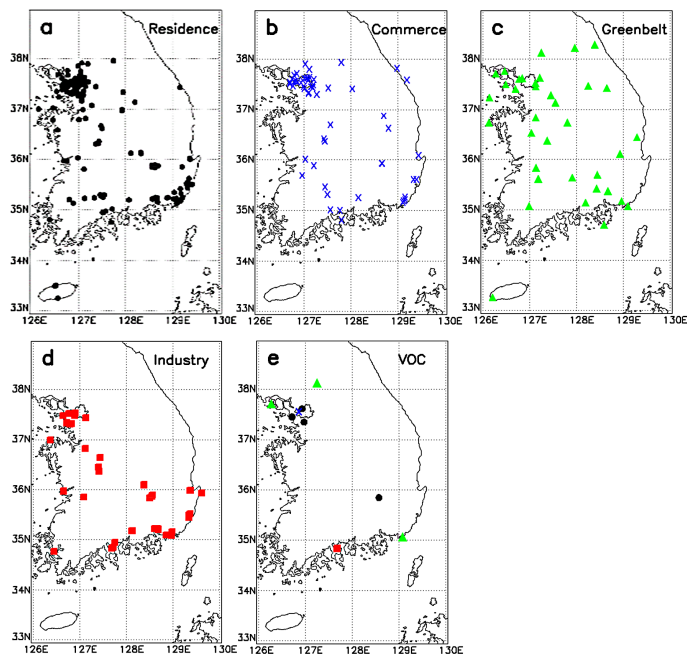 a Residence
b Commerce
c Greenbelt
38N 38N 38N
37N 37N 37N
36N 36N 36N
35N 35N 35N
34N 34N 34N
33N 33N 33N
126E 127E 128E 129E 130E 126E 127E 128E 129E 130E 126E 127E 128E 129E 130E
d Industry
e VOC
38N 38N
37N 37N
36N 36N
35N 35N
34N 34N
33N 33N
126E 127E 128E 129E 130E 126E 127E 128E 129E 130E